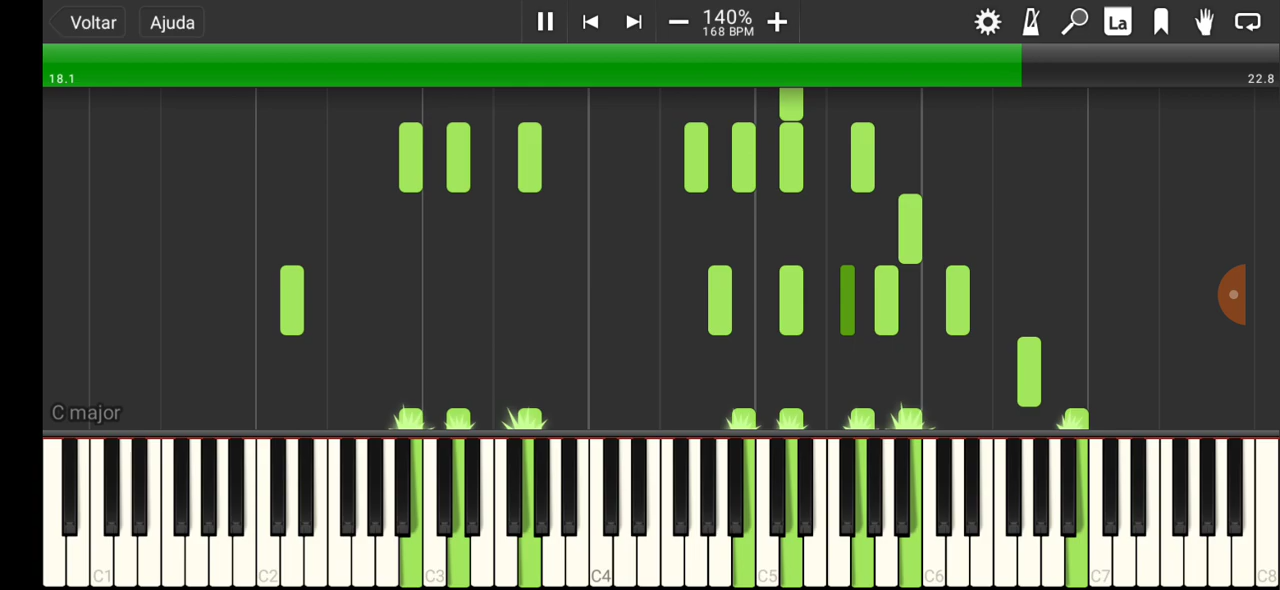 Voltar
Ajuda
140%
168 BPM
La
18.1
22.8
C major
C1
C2
C3
C4
C5
C6
C7
C8